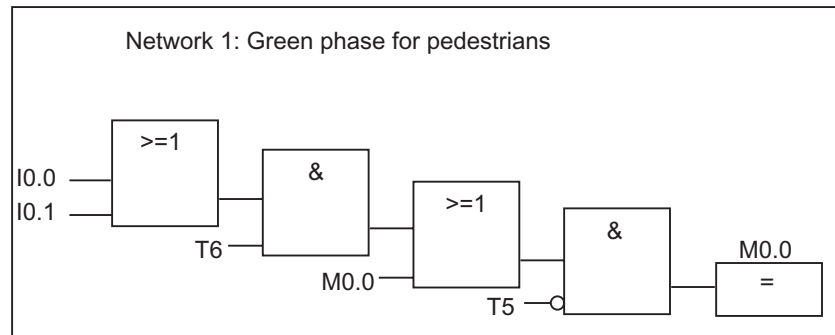 Network 1: Green phase for pedestrians
>=1
I0.0
I0.1
&
T6
>=1
M0.0
&
T5
M0.0
=